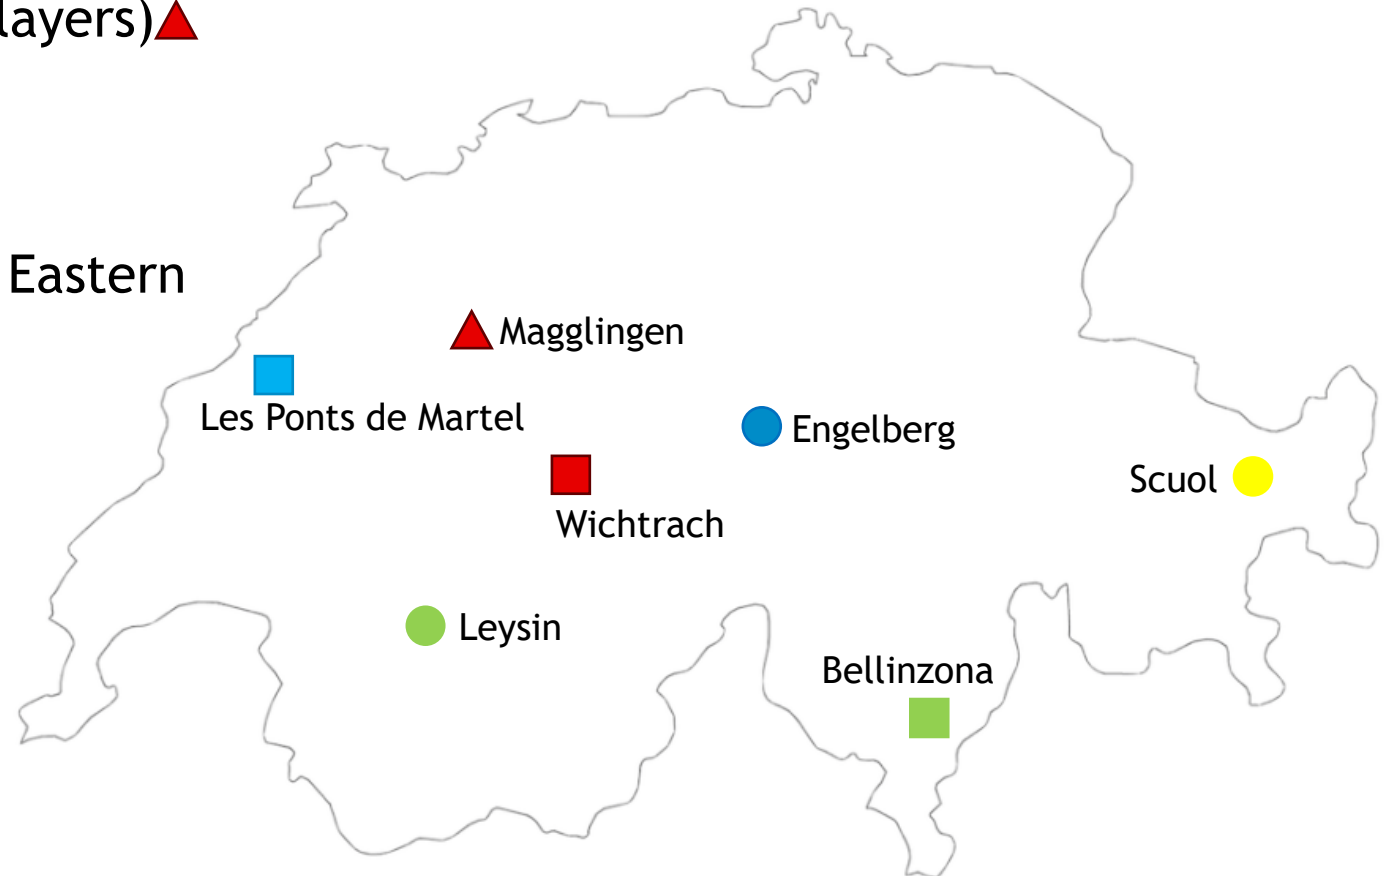 layers)
Eastern
Magglingen
Les Ponts de Martel
Engelberg
Scuol
Wichtrach
Leysin
Bellinzona